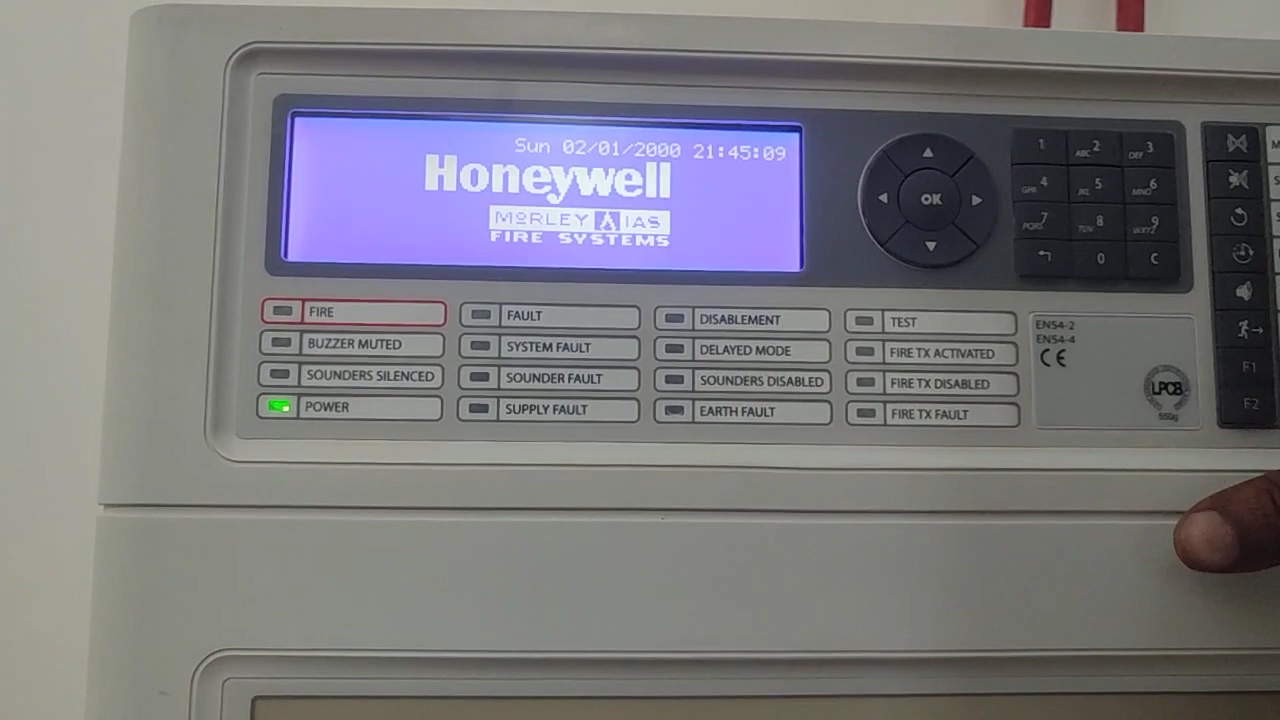 Sun 02/01/2000 21:45:09
Honeywell
MORLEY IAS
FIRE SYSTEMS
1
ABC 2
DEF 3
GHI 4
JKL 5
MNO 6
PQRS 7
TUV 8
WXYZ 9
0
C
OK
FIRE
FAULT
DISABLEMENT
TEST
BUZZER MUTED
SYSTEM FAULT
DELAYED MODE
FIRE TX ACTIVATED
SOUNDERS SILENCED
SOUNDER FAULT
SOUNDERS DISABLED
FIRE TX DISABLED
POWER
SUPPLY FAULT
EARTH FAULT
FIRE TX FAULT
EN54-2
EN54-4
CE
LPCB
F1
F2